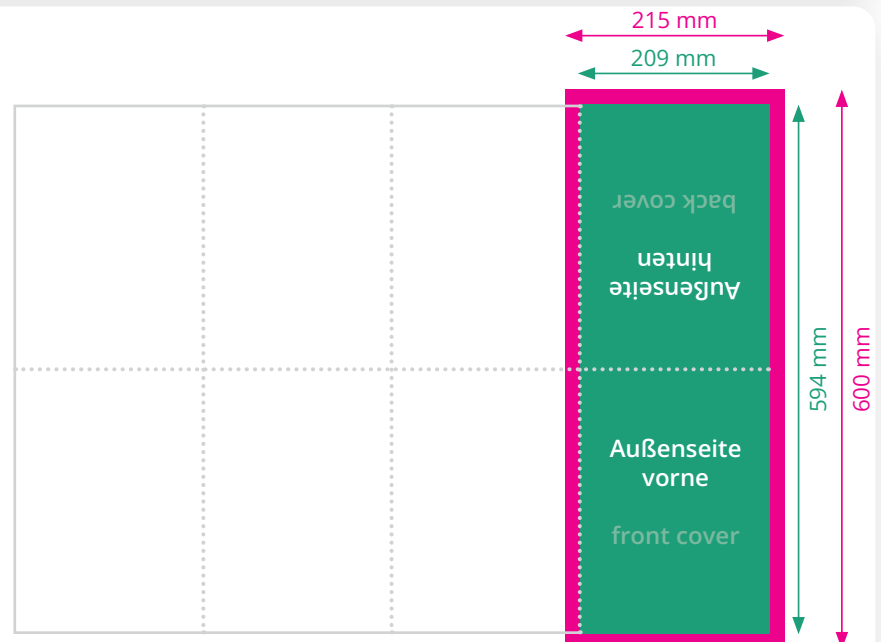 215 mm
209 mm
back cover
hinten
Außenseite
594 mm
600 mm
Außenseite
vorne
front cover